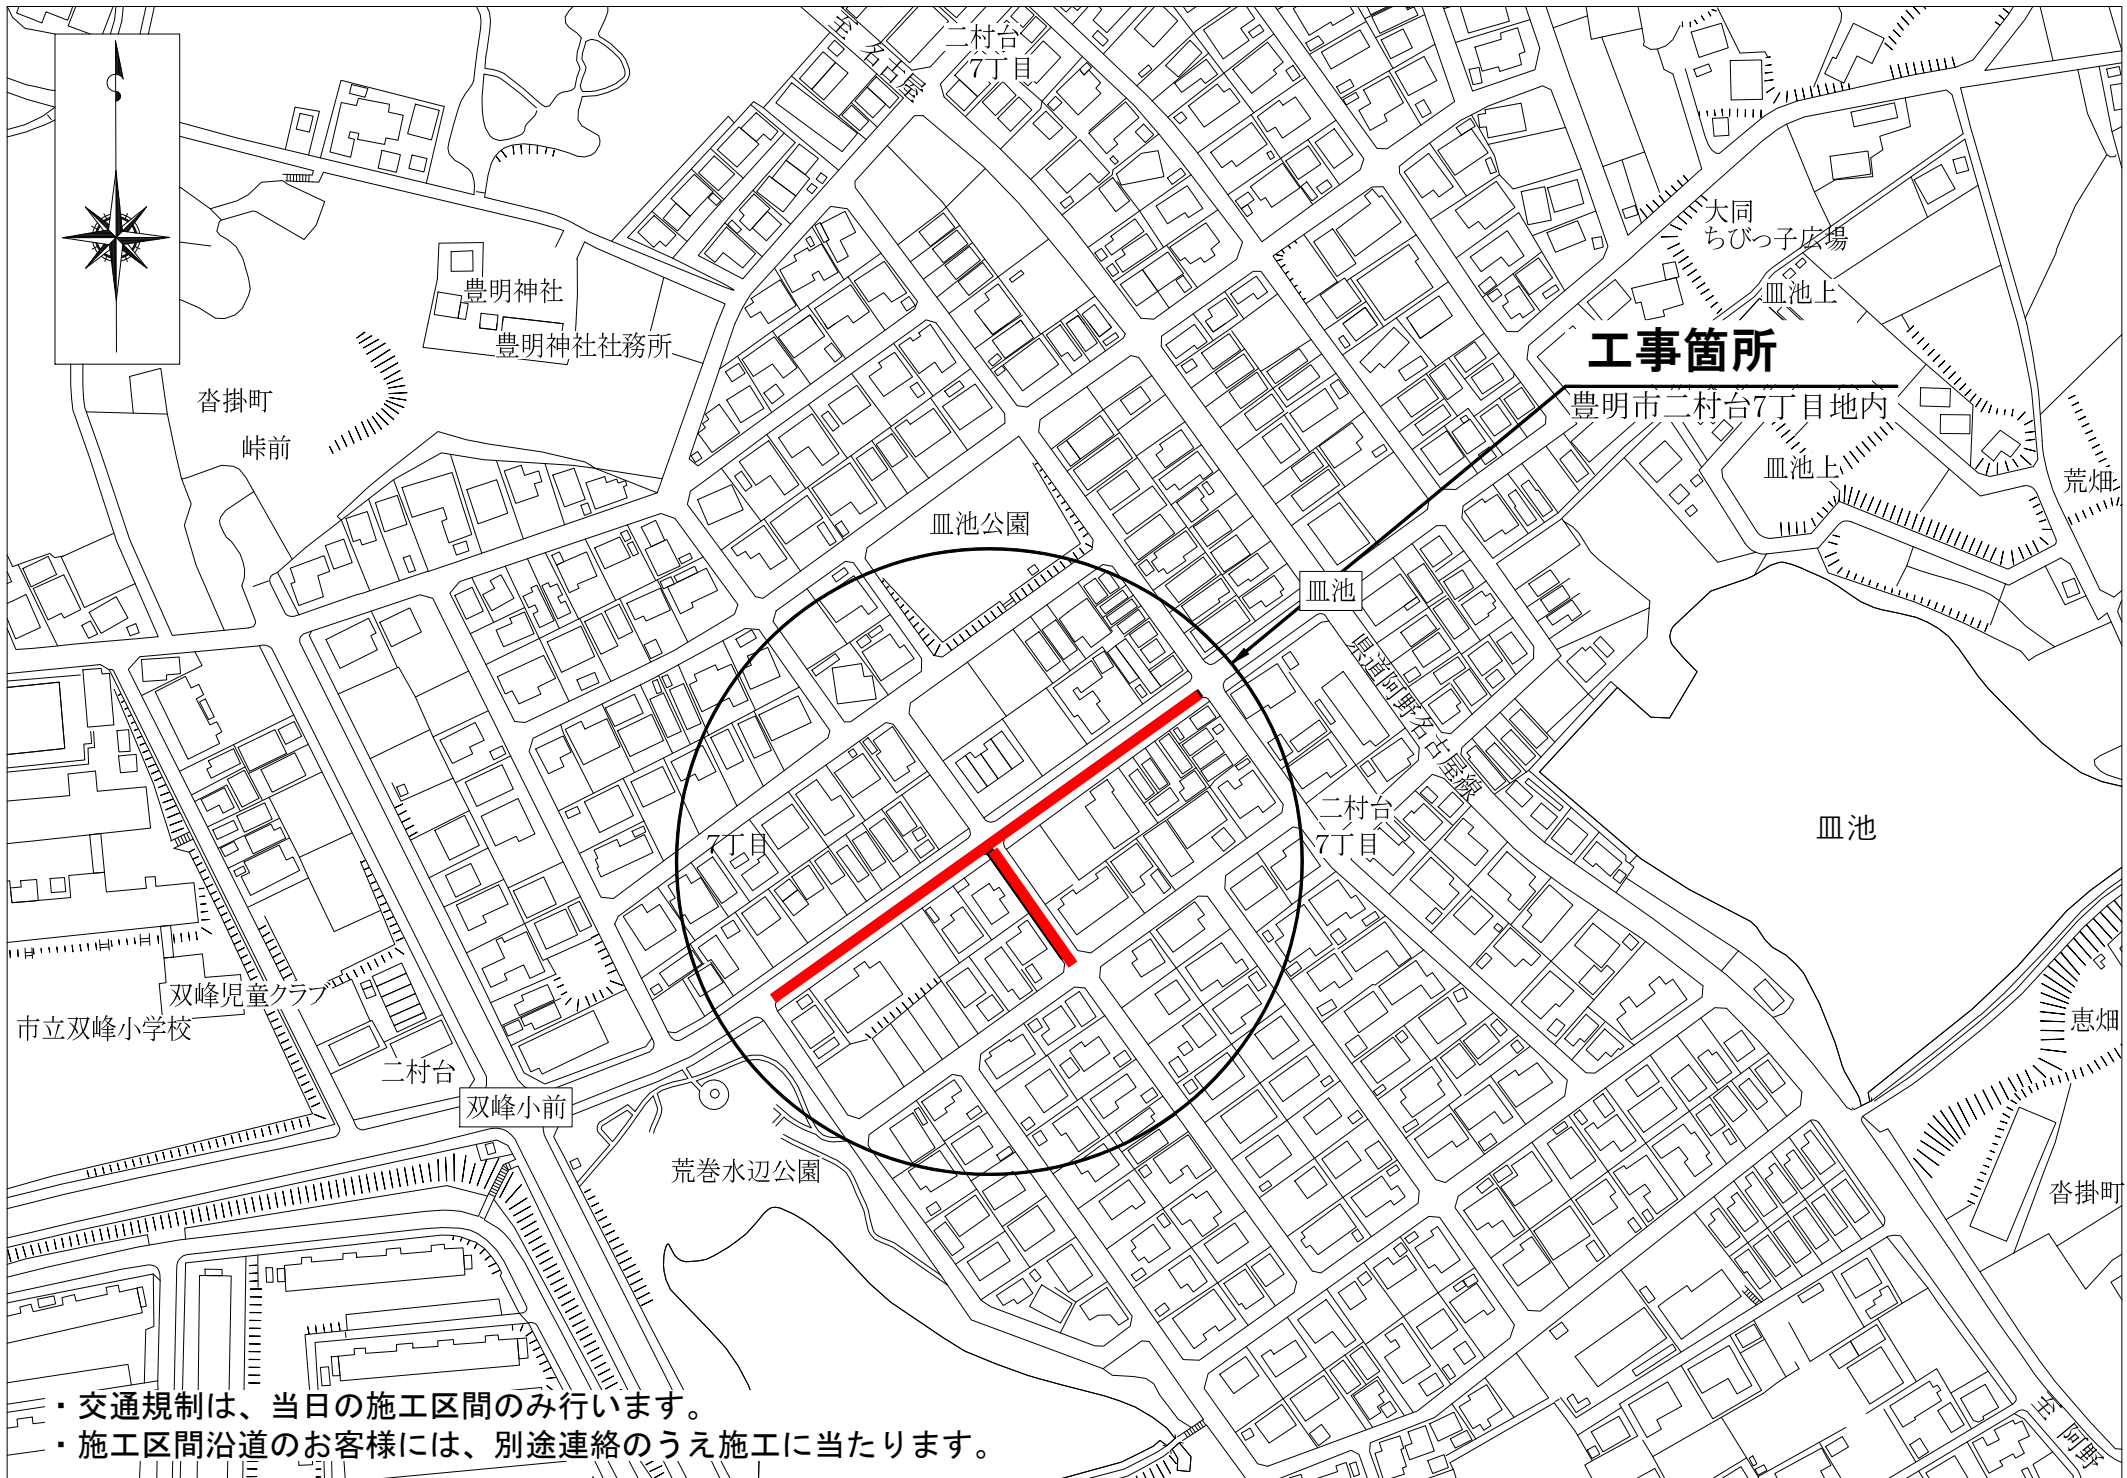 至 名古屋
二村台
7丁目
大同
ちびっ子広場
皿池上
豊明神社
豊明神社社務所
工事箇所
豊明市二村台7丁目地内
沓掛町
峠前
皿池上
荒畑
皿池公園
皿池
県道阿野名古屋線
二村台
7丁目
7丁目
皿池
双峰児童クラブ
市立双峰小学校
二村台
双峰小前
恵畑
荒巻水辺公園
沓掛町
至 阿野
・交通規制は、当日の施工区間のみ行います。
・施工区間沿道のお客様には、別途連絡のうえ施工に当たります。